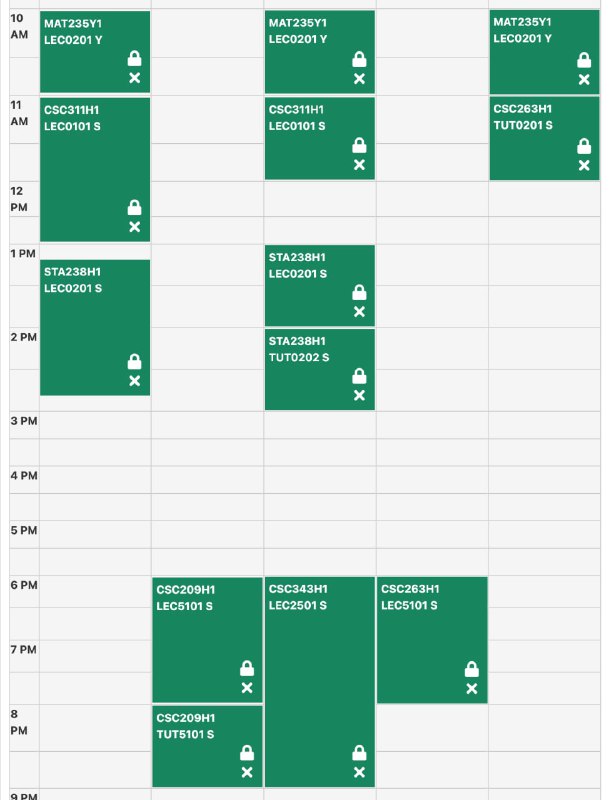 10
AM
MAT235Y1
LEC0201 Y
MAT235Y1
LEC0201 Y
MAT235Y1
LEC0201 Y
11
AM
CSC311H1
LEC0101 S
CSC311H1
LEC0101 S
CSC263H1
TUT0201 S
12
PM
1 PM
STA238H1
LEC0201 S
STA238H1
LEC0201 S
2 PM
STA238H1
TUT0202 S
3 PM
4 PM
5 PM
6 PM
CSC209H1
LEC5101 S
CSC343H1
LEC2501 S
CSC263H1
LEC5101 S
7 PM
8
PM
CSC209H1
TUT5101 S
9 PM